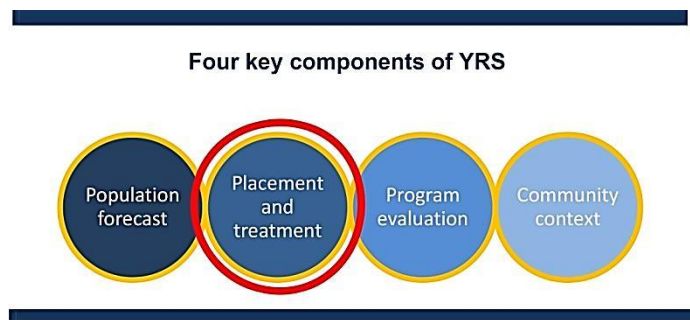 Four key components of YRS
Population
forecast
Placement
and
treatment
Program
evaluation
Community
context